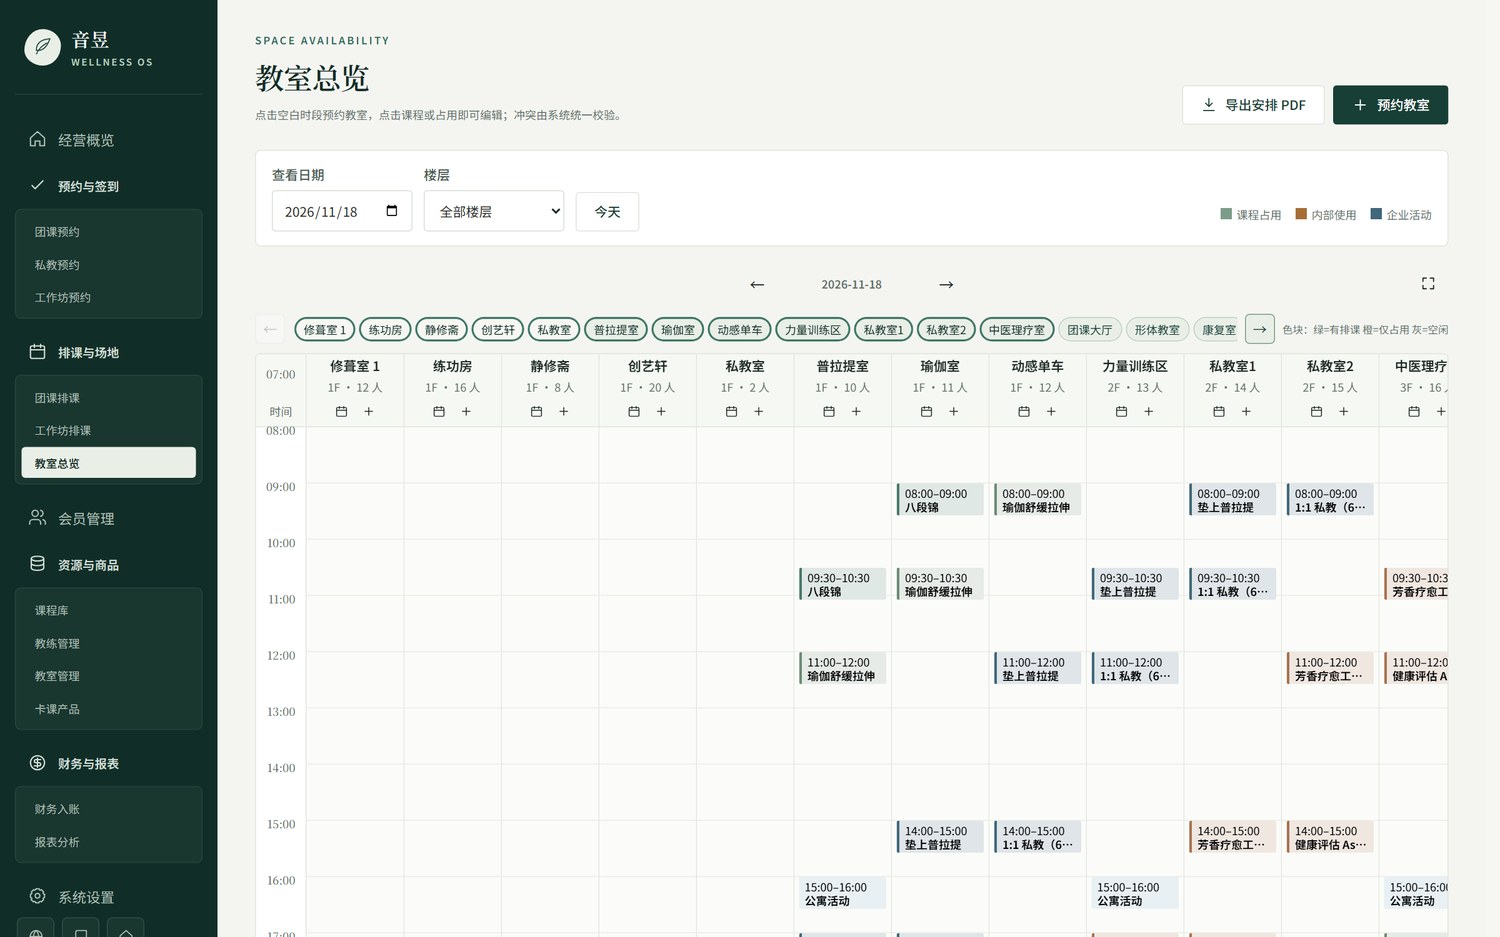 音昱
WELLNESS OS
经营概览
预约与签到
团课预约
私教预约
工作坊预约
排课与场地
团课排课
工作坊排课
教室总览
会员管理
资源与商品
课程库
教练管理
教室管理
卡课产品
财务与报表
财务入账
报表分析
系统设置
SPACE AVAILABILITY
教室总览
点击空白时段预约教室，点击课程或占用即可编辑；冲突由系统统一校验。
导出安排 PDF
预约教室
查看日期
楼层
2026/11/18
全部楼层
今天
课程占用 内部使用 企业活动
← 2026-11-18 →
← 修葺室 1 练功房 静修斋 创艺轩 私教室 普拉提室 瑜伽室 动感单车 力量训练区 私教室1 私教室2 中医理疗室 团课大厅 形体教室 康复室 → 色块：绿=有排课 橙=仅占用 灰=空闲
07:00 修葺室 1 练功房 静修斋 创艺轩 私教室 普拉提室 瑜伽室 动感单车 力量训练区 私教室1 私教室2 中医理疗
1F · 12 人 1F · 16 人 1F · 8 人 1F · 20 人 1F · 2 人 1F · 10 人 1F · 11 人 1F · 12 人 2F · 13 人 2F · 14 人 2F · 15 人 3F · 16
时间
08:00
09:00
08:00–09:00 08:00–09:00 08:00–09:00 08:00–09:00
八段锦 瑜伽舒缓拉伸 垫上普拉提 1:1 私教（6…
10:00
09:30–10:30 09:30–10:30 09:30–10:30 09:30–10:30 09:30–10:3
八段锦 瑜伽舒缓拉伸 垫上普拉提 1:1 私教（6… 芳香疗愈工
11:00
12:00
11:00–12:00 11:00–12:00 11:00–12:00 11:00–12:00 11:00–12:0
瑜伽舒缓拉伸 垫上普拉提 1:1 私教（6… 芳香疗愈工… 健康评估 A
13:00
14:00
15:00
14:00–15:00 14:00–15:00 14:00–15:00 14:00–15:00
垫上普拉提 1:1 私教（6… 芳香疗愈工… 健康评估 As…
16:00
15:00–16:00 15:00–16:00 15:00–16:0
公寓活动 公寓活动 公寓活动
17:00